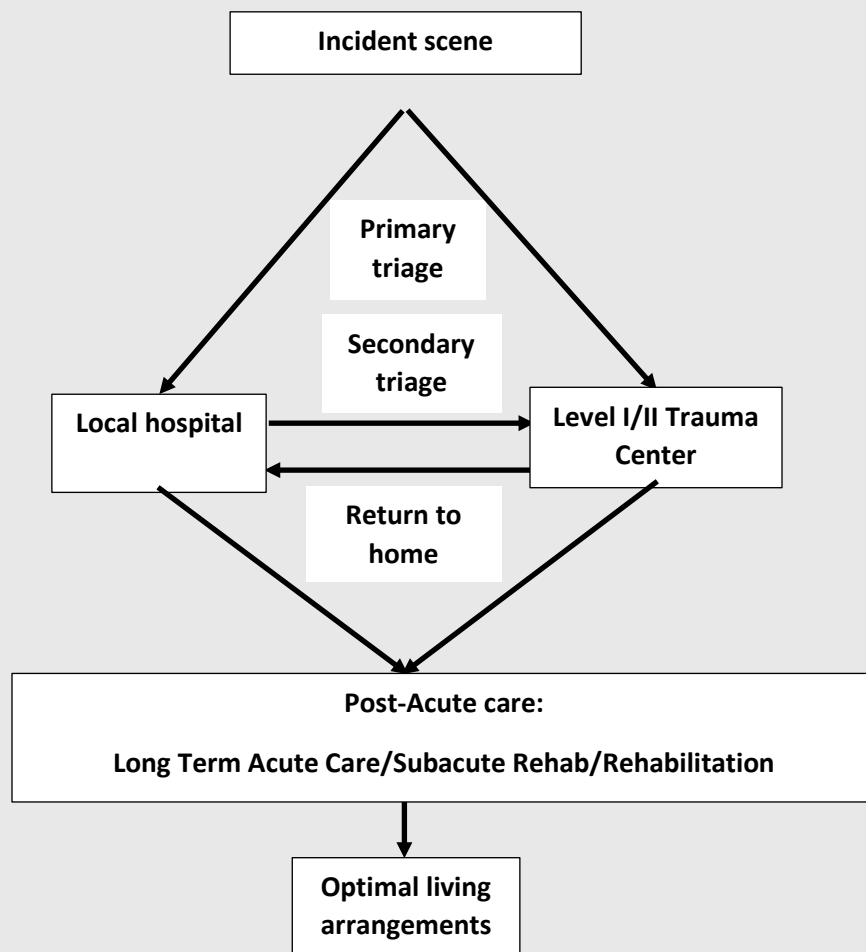 Incident scene
Primary
triage
Secondary
triage
Local hospital
Level I/II Trauma
Center
Return to
home
Post-Acute care:
Long Term Acute Care/Subacute Rehab/Rehabilitation
Optimal living
arrangements